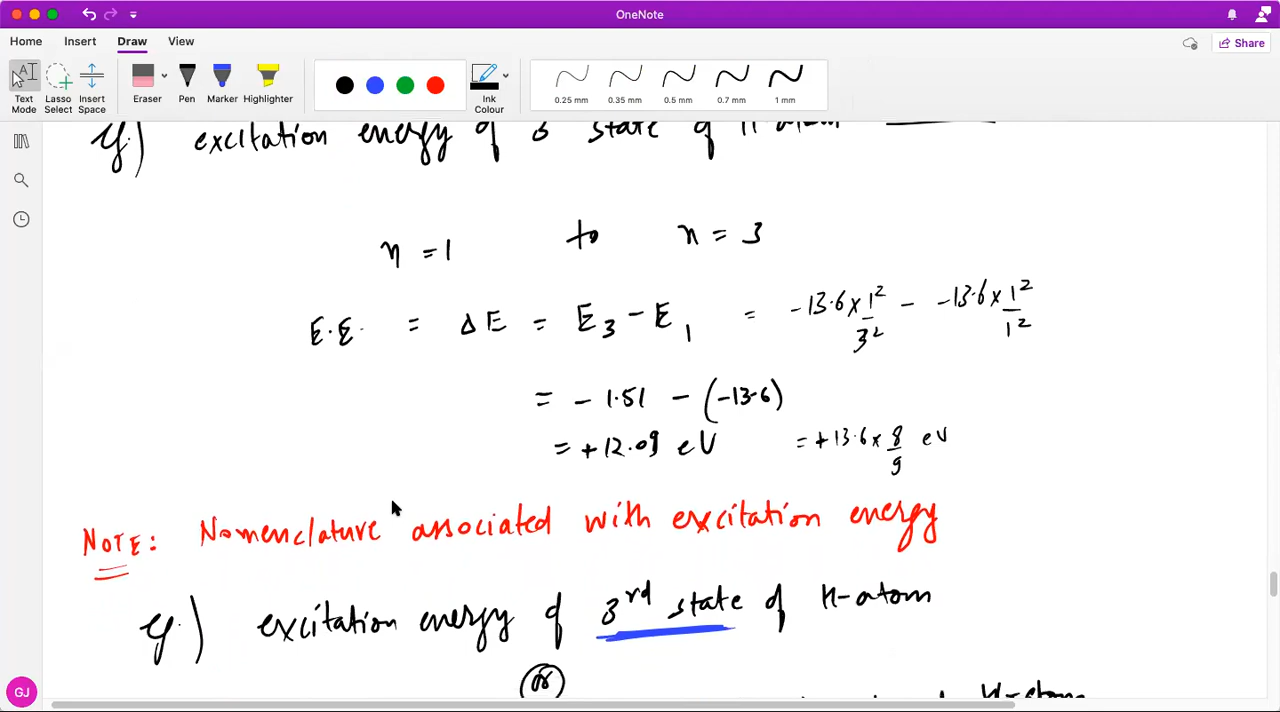 OneNote
Home Insert Draw View
Share
Text Mode
Lasso Select
Insert Space
Eraser
Pen
Marker
Highlighter
Ink Colour
0.25 mm
0.35 mm
0.5 mm
0.7 mm
1 mm
eg.) excitation energy of 3 state of H-atom
n = 1 to n = 3
E.E. = ΔE = E₃ - E₁ = -13.6 × 1²/3² - -13.6 × 1²/1²
= - 1.51 - (-13.6)
= +12.09 eV = +13.6 × 8/9 eV
NOTE: Nomenclature associated with excitation energy
eg.) excitation energy of 3rd state of H-atom
or
H-atom
GJ